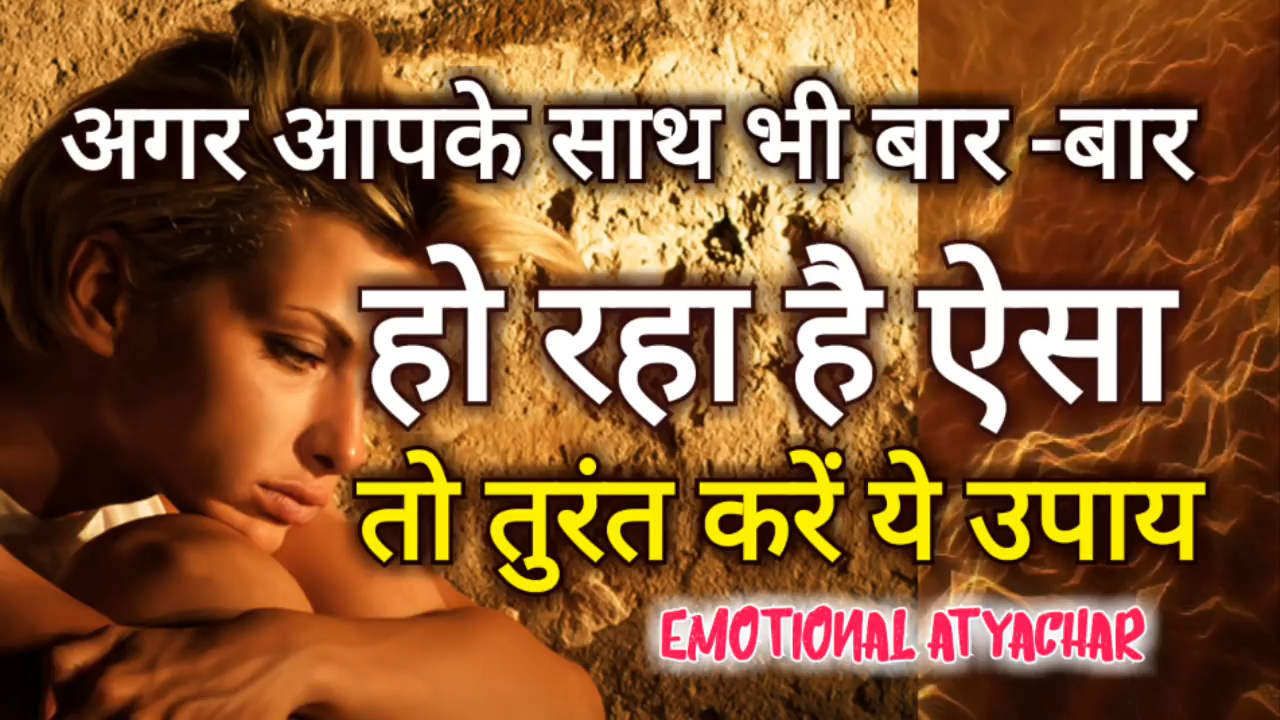 अगर आपके साथ भी बार -बार
हो रहा है ऐसा
तो तुरंत करें ये उपाय
EMOTIONAL ATYACHAR